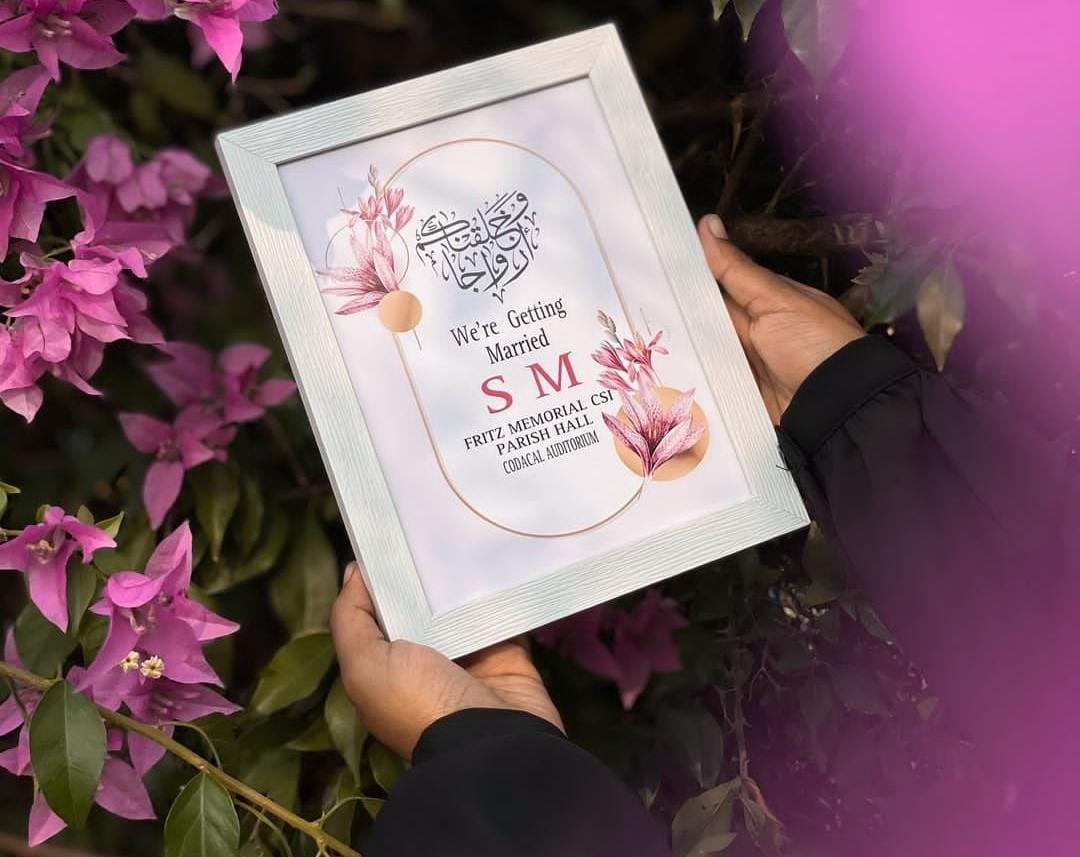 وخلقناكم
أزواجا
We're Getting
Married
S M
FRITZ MEMORIAL CSI
PARISH HALL
CODACAL AUDITORIUM